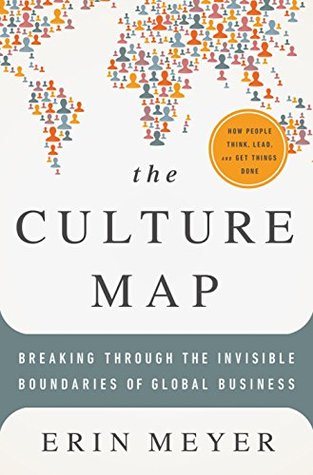 HOW PEOPLE
THINK, LEAD,
AND GET THINGS
DONE
the
CULTURE
MAP
BREAKING THROUGH THE INVISIBLE
BOUNDARIES OF GLOBAL BUSINESS
ERIN MEYER